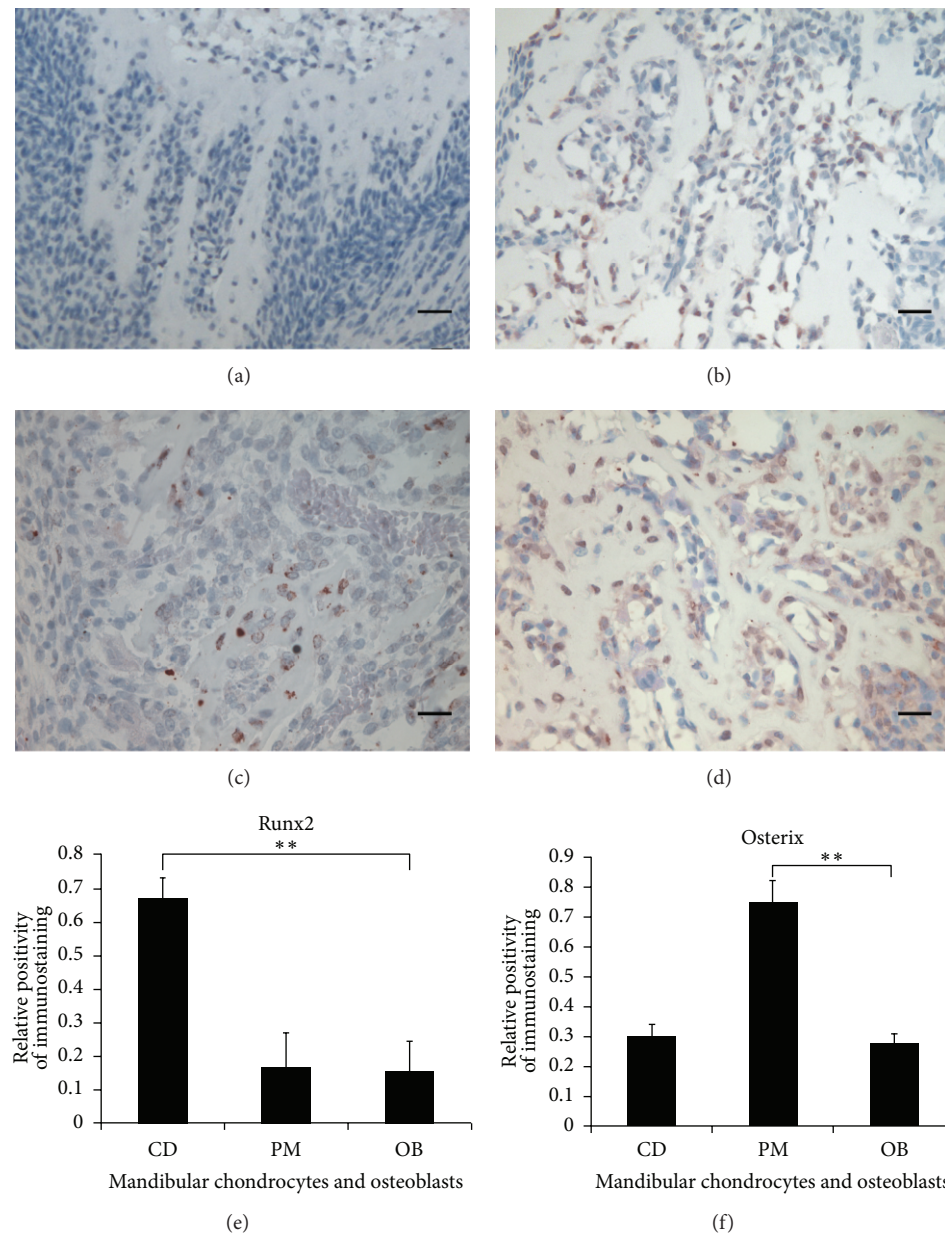 (a)
(b)
(c)
(d)
Runx2
**
0.8
0.7
0.6
0.5
0.4
0.3
0.2
0.1
0
Relative positivity
of immunostaining
CD PM OB
Mandibular chondrocytes and osteoblasts
(e)
Osterix
**
0.9
0.8
0.7
0.6
0.5
0.4
0.3
0.2
0.1
0
Relative positivity
of immunostaining
CD PM OB
Mandibular chondrocytes and osteoblasts
(f)